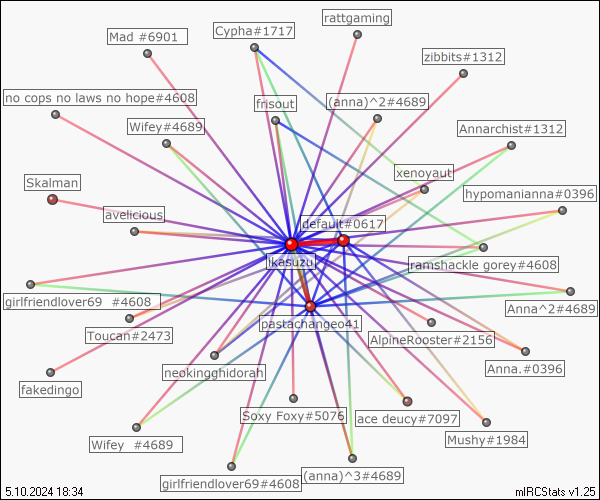 rattgaming
Cypha#1717
Mad #6901
zibbits#1312
no cops no laws no hope#4608
frisout
(anna)^2#4689
Wifey#4689
Annarchist#1312
xenoyaut
Skalman
hypomanianna#0396
avelicious
default#0617
Ikasuzu
ramshackle gorey#4608
girlfriendlover69 #4608
Anna^2#4689
pastachangeo41
Toucan#2473
AlpineRooster#2156
neokingghidorah
Anna.#0396
fakedingo
Soxy Foxy#5076
ace deucy#7097
Wifey #4689
Mushy#1984
(anna)^3#4689
girlfriendlover69#4608
5.10.2024 18:34
mIRCStats v1.25